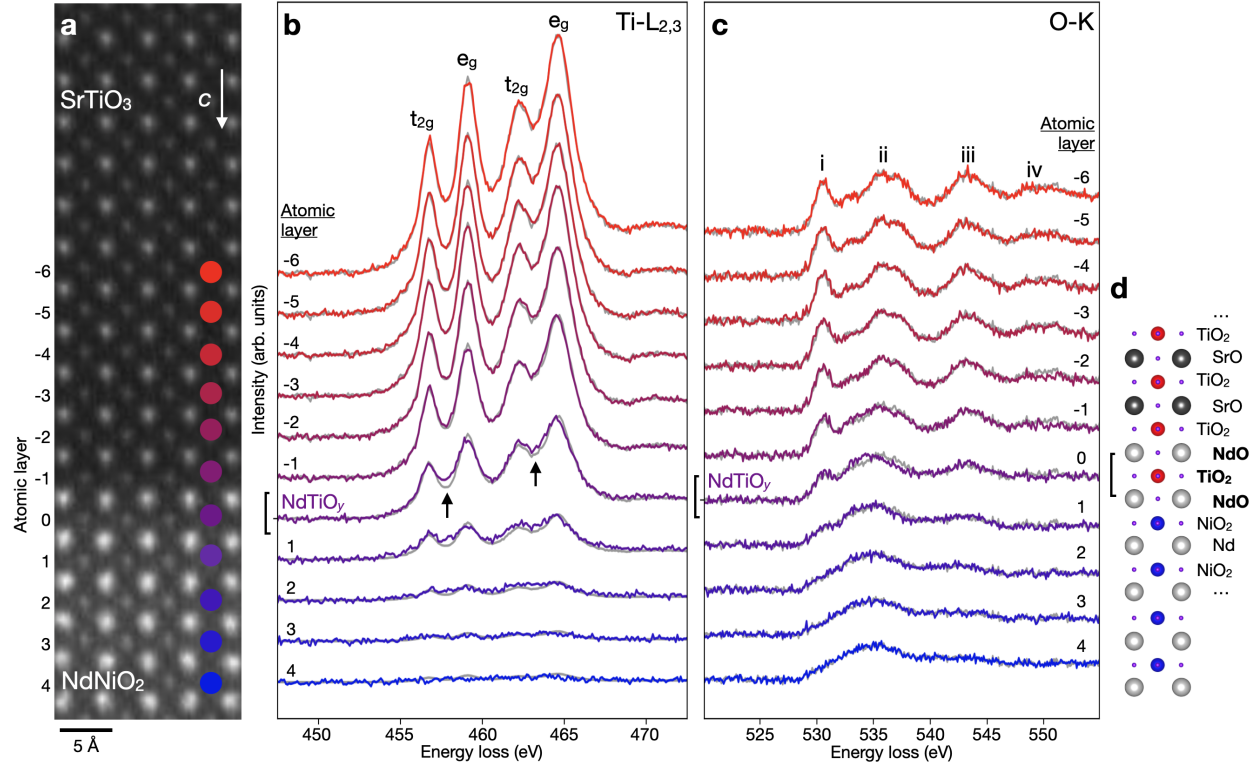 a
SrTiO3
c
Atomic layer
-6
-5
-4
-3
-2
-1
0
1
2
3
4
NdNiO2
5 Å
b
Ti-L2,3
t2g
eg
t2g
eg
Intensity (arb. units)
Atomic
layer
-6
-5
-4
-3
-2
-1
NdTiOy
1
2
3
4
450
455
460
465
470
Energy loss (eV)
c
O-K
i
ii
iii
iv
Atomic
layer
-6
-5
-4
-3
-2
-1
0
NdTiOy
1
2
3
4
525
530
535
540
545
550
Energy loss (eV)
d
...
TiO2
SrO
TiO2
SrO
TiO2
NdO
TiO2
NdO
NiO2
Nd
NiO2
...